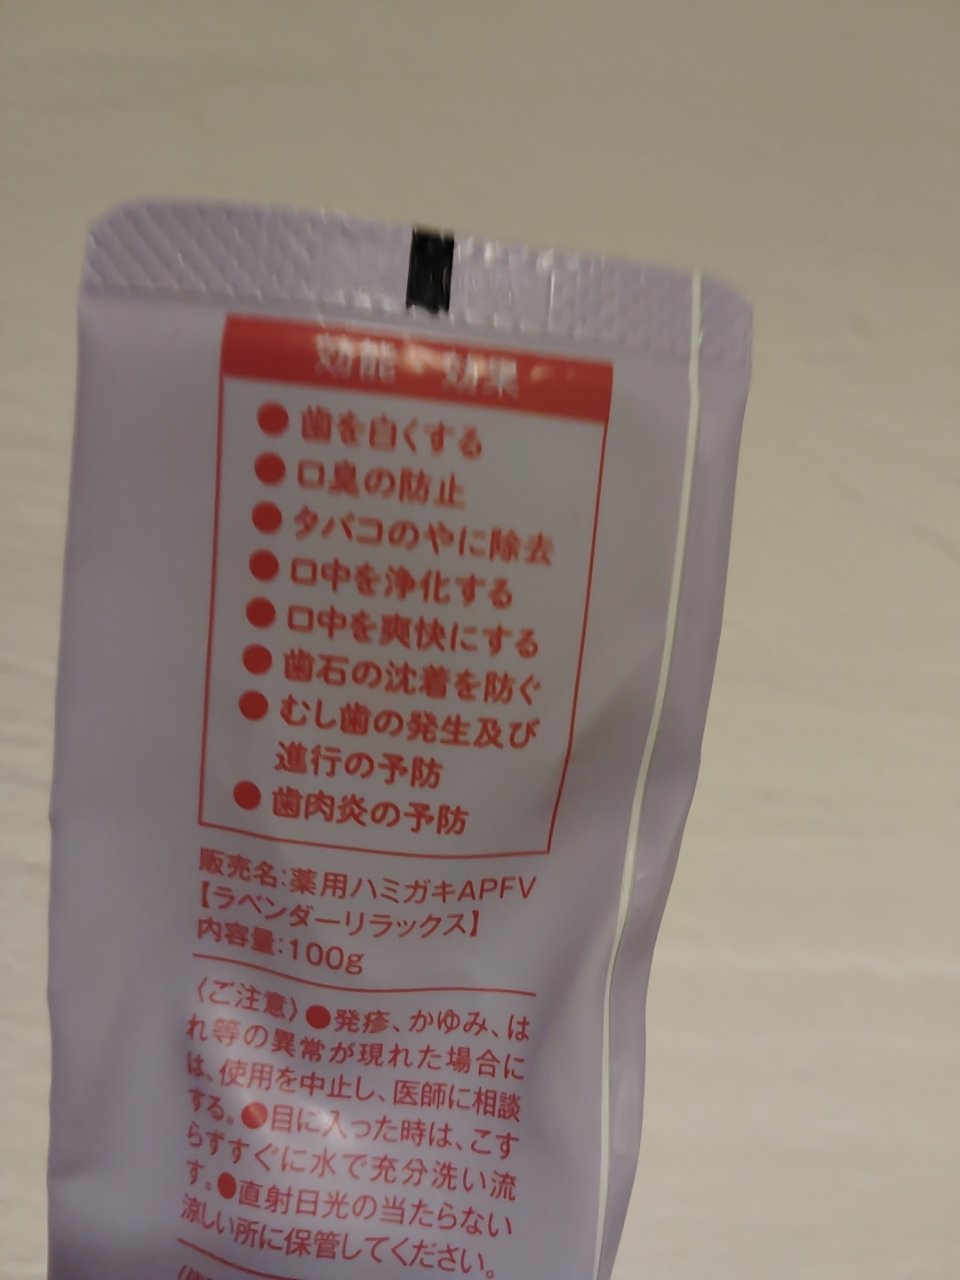 効能・効果
●歯を白くする
●口臭の防止
●タバコのやに除去
●口中を浄化する
●口中を爽快にする
●歯石の沈着を防ぐ
●むし歯の発生及び
進行の予防
●歯肉炎の予防
販売名:薬用ハミガキAPFV
【ラベンダーリラックス】
内容量:100g
〈ご注意〉●発疹、かゆみ、は
れ等の異常が現れた場合に
は、使用を中止し、医師に相談
する。●目に入った時は、こす
らずすぐに水で充分洗い流
す。●直射日光の当たらない
涼しい所に保管してください。